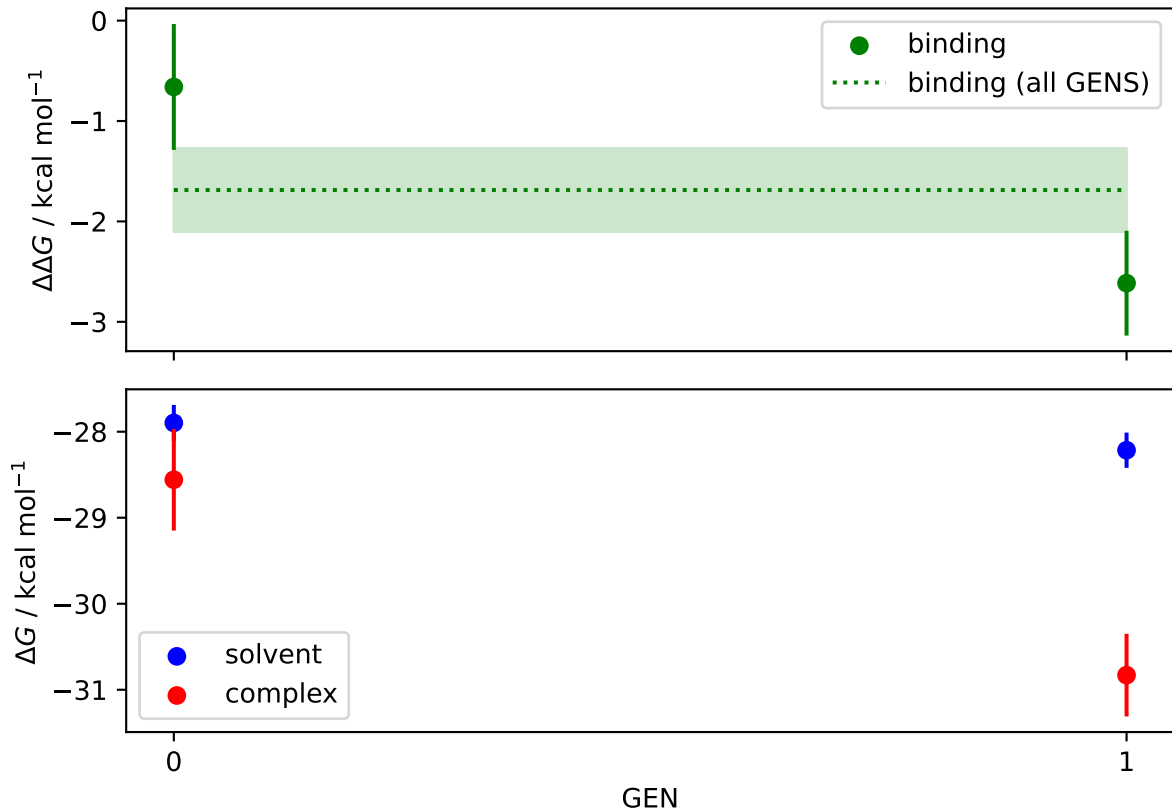 0
−1
−2
−3
ΔΔG / kcal mol⁻¹
binding
binding (all GENS)
−28
−29
−30
−31
ΔG / kcal mol⁻¹
solvent
complex
0
1
GEN